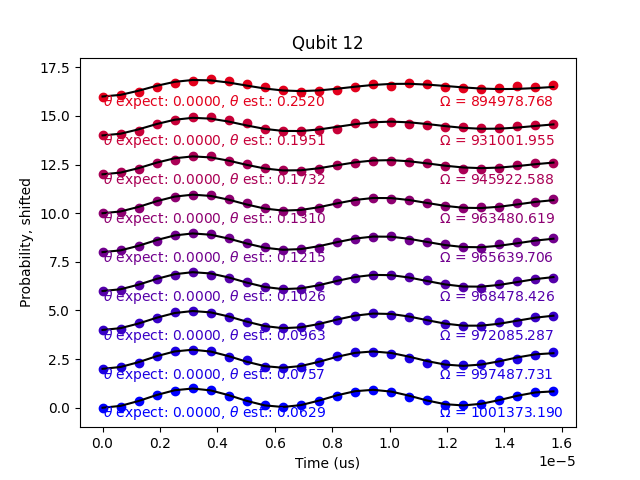 Qubit 12
17.5
θ expect: 0.0000, θ est.: 0.2520 Ω = 894978.768
15.0
θ expect: 0.0000, θ est.: 0.1951 Ω = 931001.955
12.5
θ expect: 0.0000, θ est.: 0.1732 Ω = 945922.588
10.0
θ expect: 0.0000, θ est.: 0.1310 Ω = 963480.619
7.5
θ expect: 0.0000, θ est.: 0.1215 Ω = 965639.706
θ expect: 0.0000, θ est.: 0.1026 Ω = 968478.426
5.0
θ expect: 0.0000, θ est.: 0.0963 Ω = 972085.287
2.5
θ expect: 0.0000, θ est.: 0.0757 Ω = 997487.731
0.0
θ expect: 0.0000, θ est.: 0.0629 Ω = 1001373.190
Probability, shifted
0.0 0.2 0.4 0.6 0.8 1.0 1.2 1.4 1.6
1e−5
Time (us)